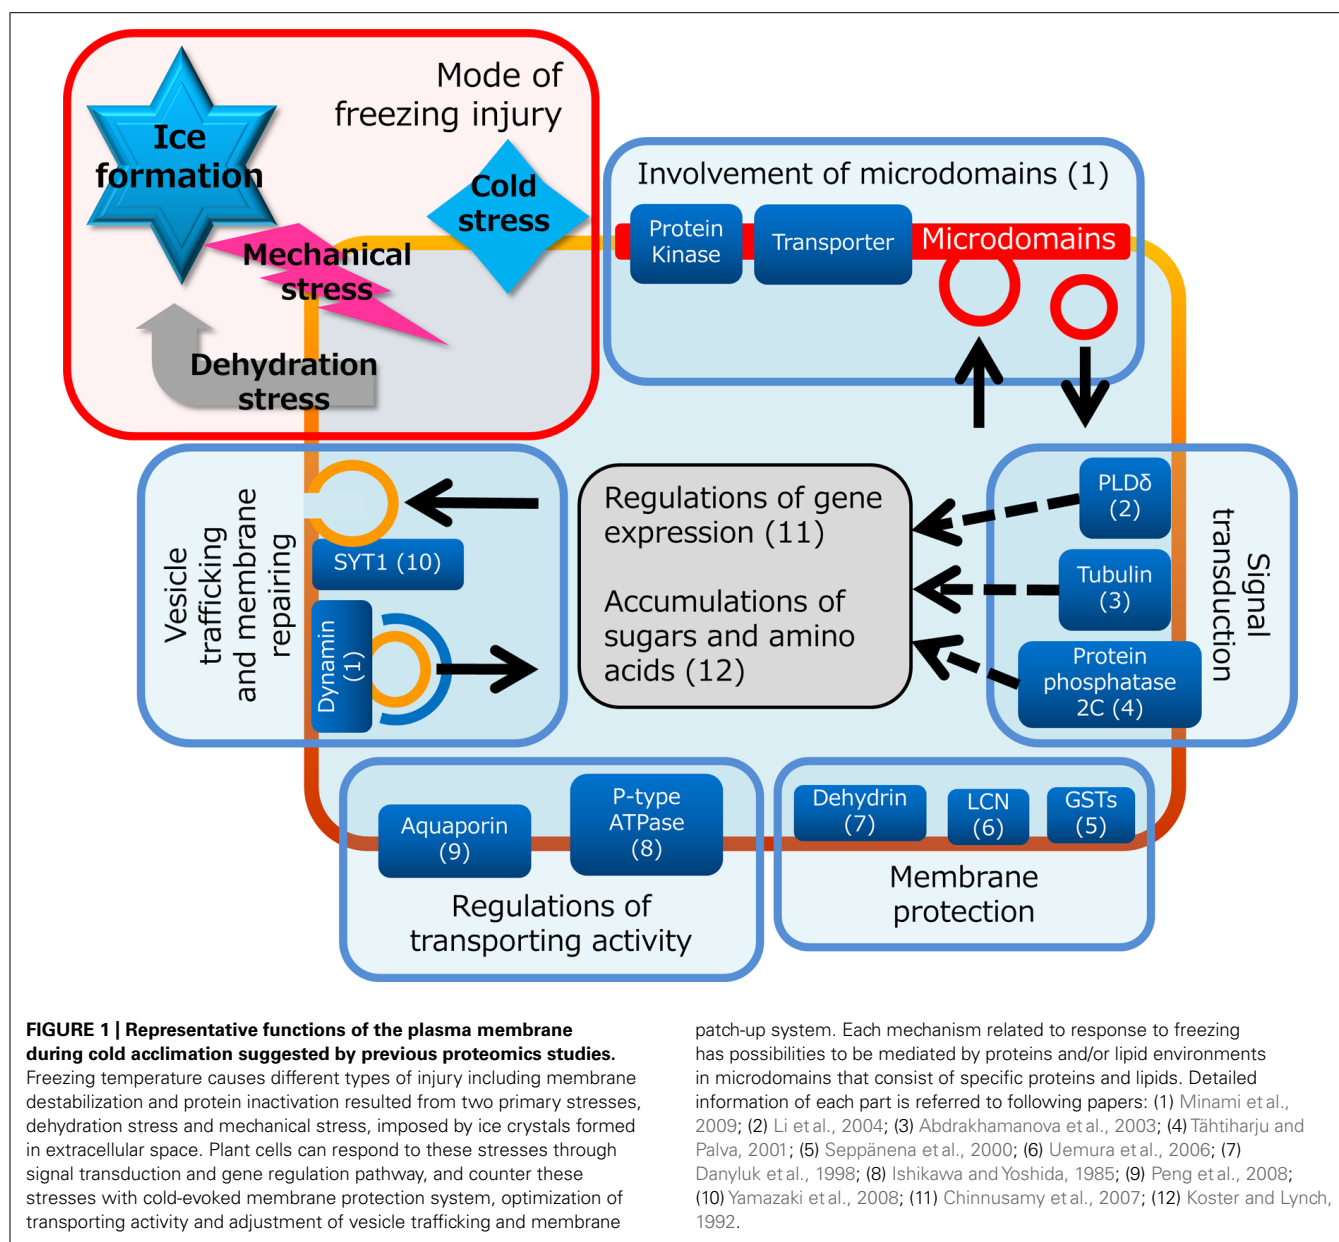 Mode of
freezing injury
Ice
formation
Cold
stress
Mechanical
stress
Dehydration
stress
Involvement of microdomains (1)
Protein
Kinase
Transporter
Microdomains
Vesicle
trafficking
and membrane
repairing
SYT1 (10)
Dynamin
(1)
Regulations of gene
expression (11)
Accumulations of
sugars and amino
acids (12)
PLDδ
(2)
Tubulin
(3)
Protein
phosphatase
2C (4)
Signal
transduction
Aquaporin
(9)
P-type
ATPase
(8)
Regulations of
transporting activity
Dehydrin
(7)
LCN
(6)
GSTs
(5)
Membrane
protection
FIGURE 1 | Representative functions of the plasma membrane
during cold acclimation suggested by previous proteomics studies.
Freezing temperature causes different types of injury including membrane
destabilization and protein inactivation resulted from two primary stresses,
dehydration stress and mechanical stress, imposed by ice crystals formed
in extracellular space. Plant cells can respond to these stresses through
signal transduction and gene regulation pathway, and counter these
stresses with cold-evoked membrane protection system, optimization of
transporting activity and adjustment of vesicle trafficking and membrane
patch-up system. Each mechanism related to response to freezing
has possibilities to be mediated by proteins and/or lipid environments
in microdomains that consist of specific proteins and lipids. Detailed
information of each part is referred to following papers: (1) Minami et al.,
2009; (2) Li et al., 2004; (3) Abdrakhamanova et al., 2003; (4) Tähtiharju and
Palva, 2001; (5) Seppänena et al., 2000; (6) Uemura et al., 2006; (7)
Danyluk et al., 1998; (8) Ishikawa and Yoshida, 1985; (9) Peng et al., 2008;
(10) Yamazaki et al., 2008; (11) Chinnusamy et al., 2007; (12) Koster and Lynch,
1992.